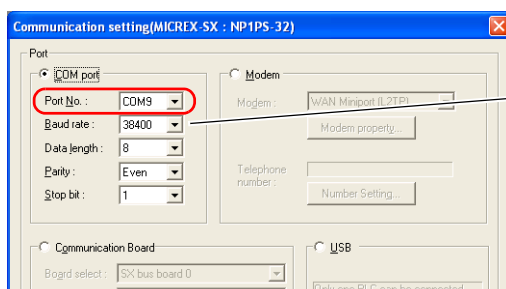 Communication setting(MICREX-SX : NP1PS-32)
Port
COM port
Port No. : COM9
Baud rate : 38400
Data length : 8
Parity : Even
Stop bit : 1
Modem
Modem : WAN Miniport (L2TP)
Modem property...
Telephone
number :
Number Setting...
Communication Board
Board select : SX bus board 0
USB
Only one PLC can be connected